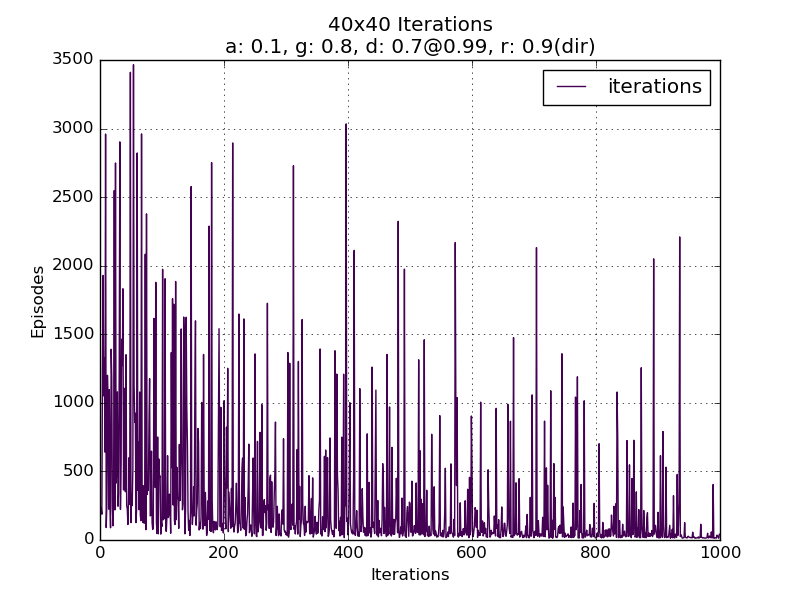 40x40 Iterations
a: 0.1, g: 0.8, d: 0.7@0.99, r: 0.9(dir)
iterations
3500
3000
2500
2000
1500
1000
500
0
Episodes
0 200 400 600 800 1000
Iterations